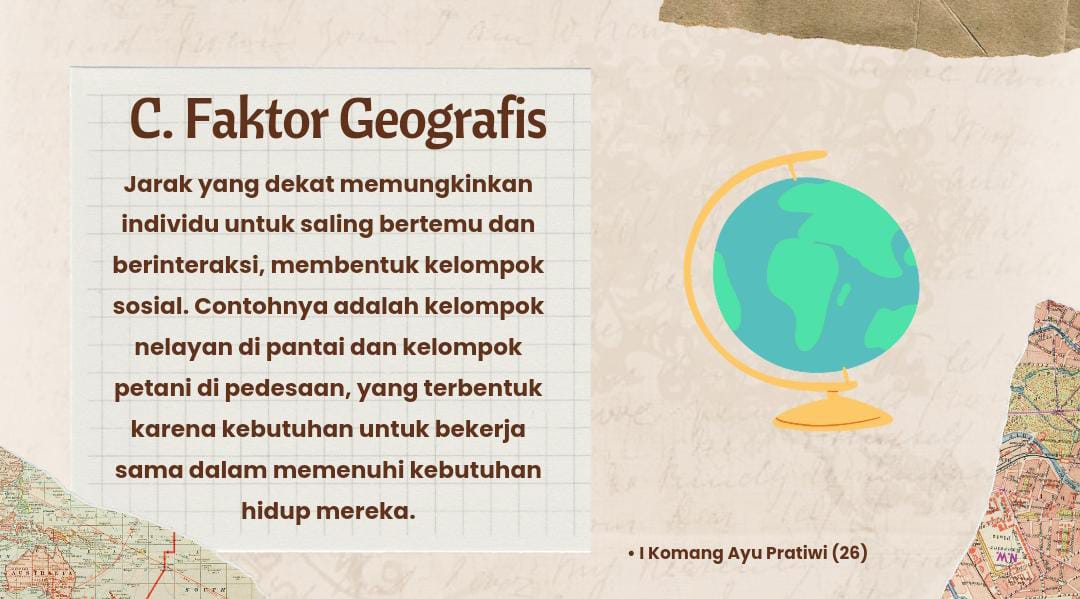 C. Faktor Geografis
Jarak yang dekat memungkinkan
individu untuk saling bertemu dan
berinteraksi, membentuk kelompok
sosial. Contohnya adalah kelompok
nelayan di pantai dan kelompok
petani di pedesaan, yang terbentuk
karena kebutuhan untuk bekerja
sama dalam memenuhi kebutuhan
hidup mereka.
• I Komang Ayu Pratiwi (26)
AUSTRALIA
SOUTH
N.W.